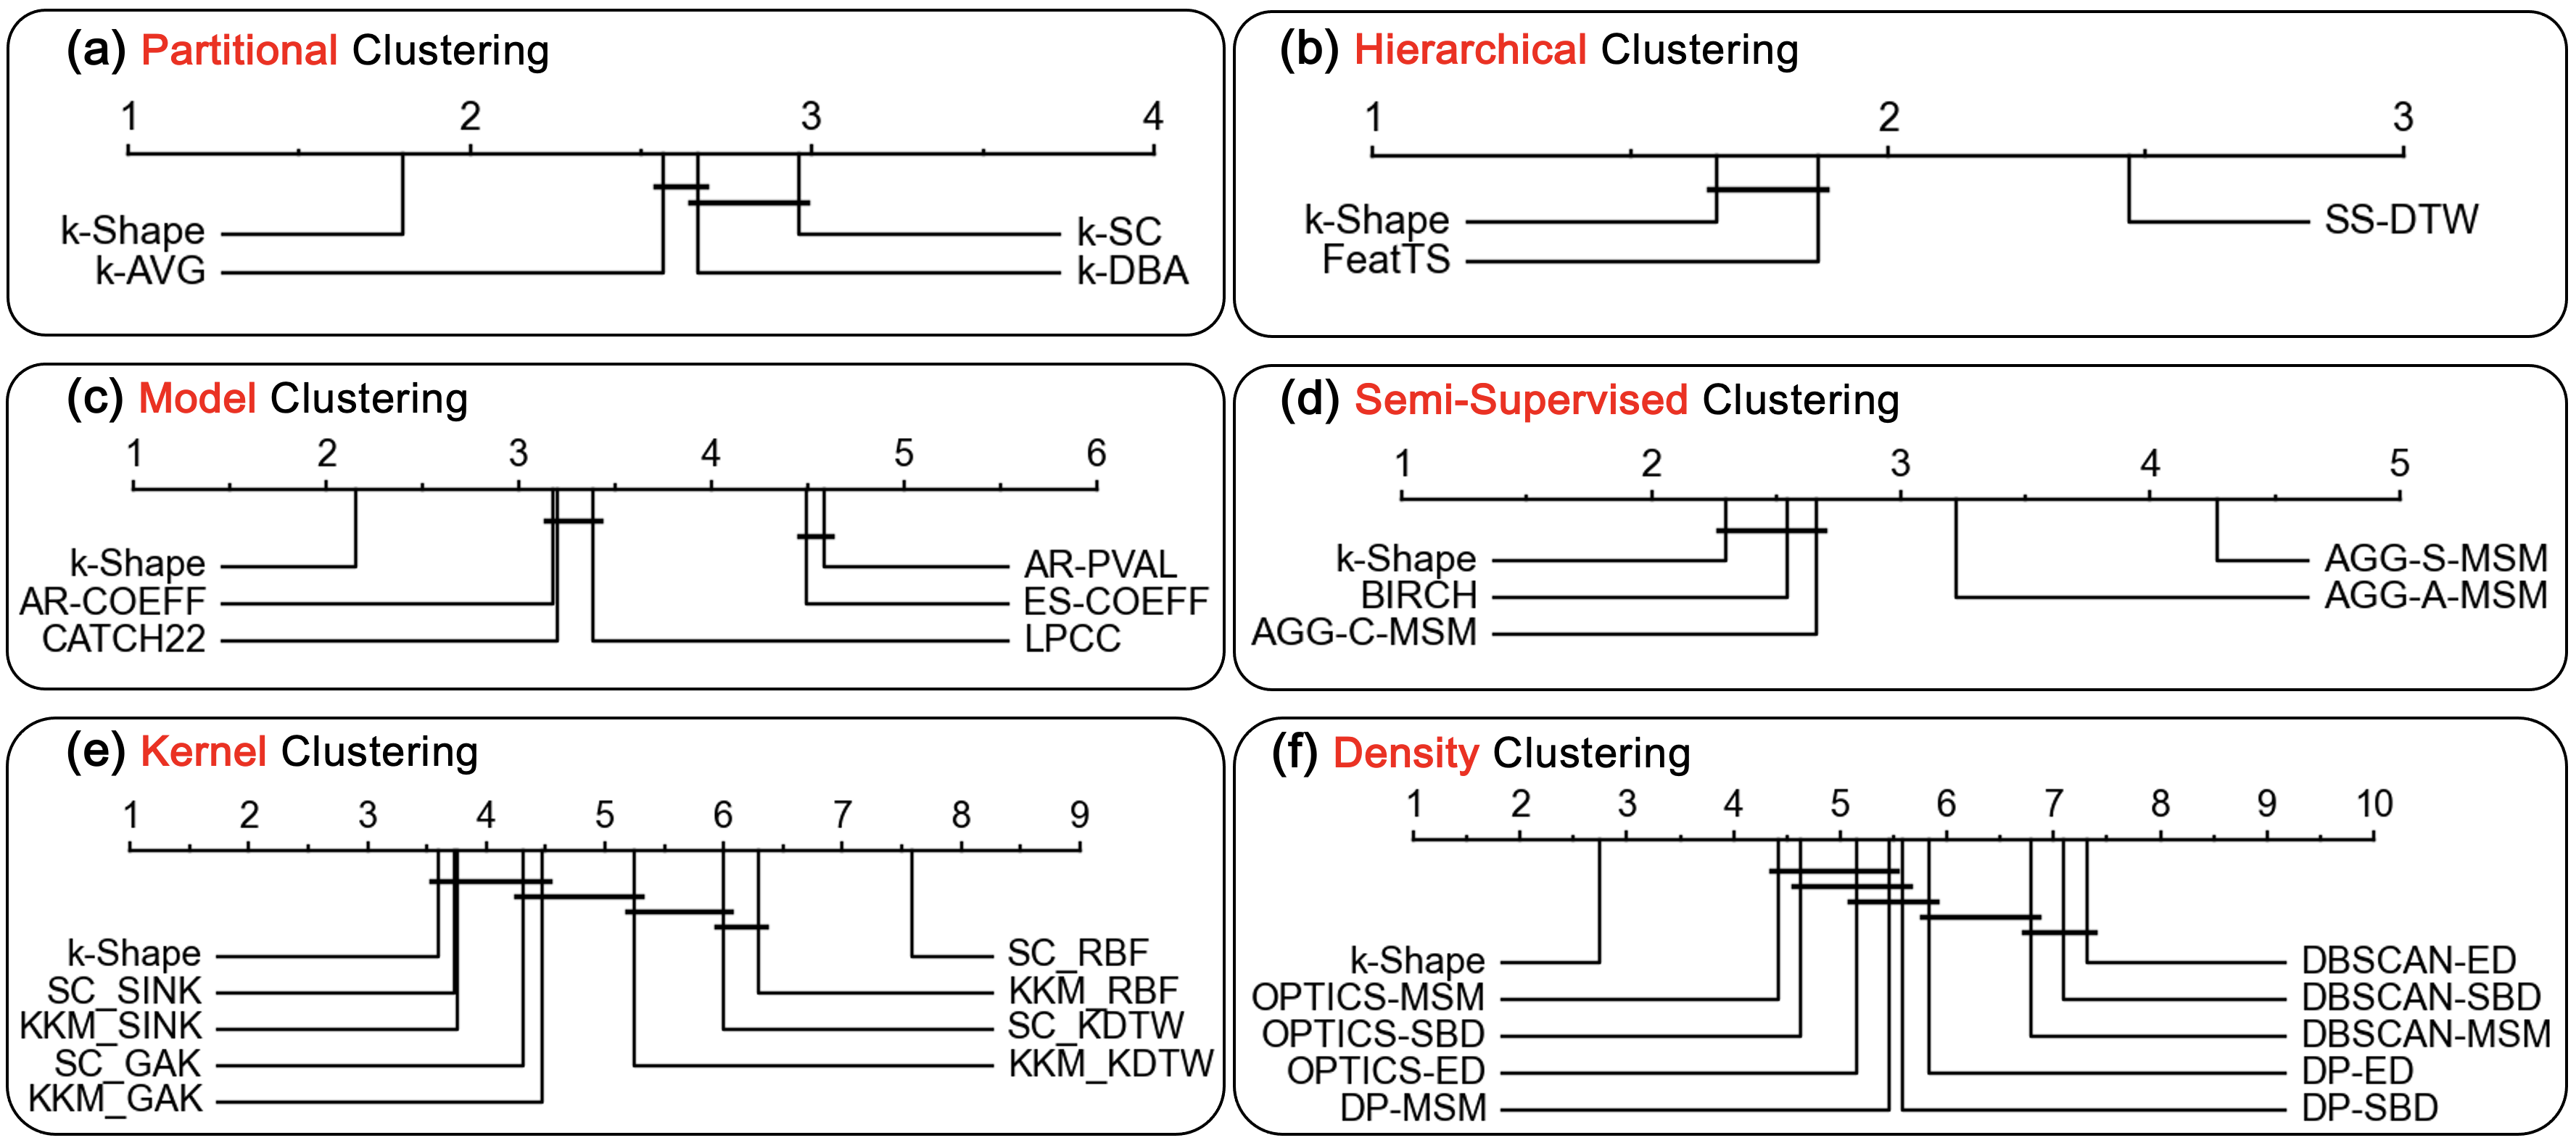 (a) Partitional Clustering
1 2 3 4
k-Shape
k-AVG
k-SC
k-DBA
(b) Hierarchical Clustering
1 2 3
k-Shape
FeatTS
SS-DTW
(c) Model Clustering
1 2 3 4 5 6
k-Shape
AR-COEFF
CATCH22
AR-PVAL
ES-COEFF
LPCC
(d) Semi-Supervised Clustering
1 2 3 4 5
k-Shape
BIRCH
AGG-C-MSM
AGG-S-MSM
AGG-A-MSM
(e) Kernel Clustering
1 2 3 4 5 6 7 8 9
k-Shape
SC_SINK
KKM_SINK
SC_GAK
KKM_GAK
SC_RBF
KKM_RBF
SC_KDTW
KKM_KDTW
(f) Density Clustering
1 2 3 4 5 6 7 8 9 10
k-Shape
OPTICS-MSM
OPTICS-SBD
OPTICS-ED
DP-MSM
DBSCAN-ED
DBSCAN-SBD
DBSCAN-MSM
DP-ED
DP-SBD